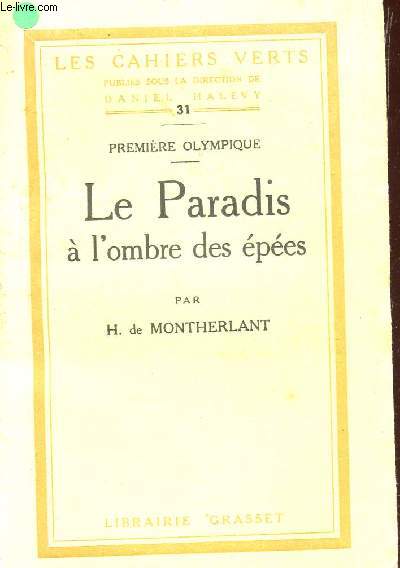 Le-livre.com
LES CAHIERS VERTS
PUBLIÉS SOUS LA DIRECTION DE
DANIEL HALÉVY
31
PREMIÈRE OLYMPIQUE
Le Paradis
à l'ombre des épées
PAR
H. de MONTHERLANT
LIBRAIRIE GRASSET